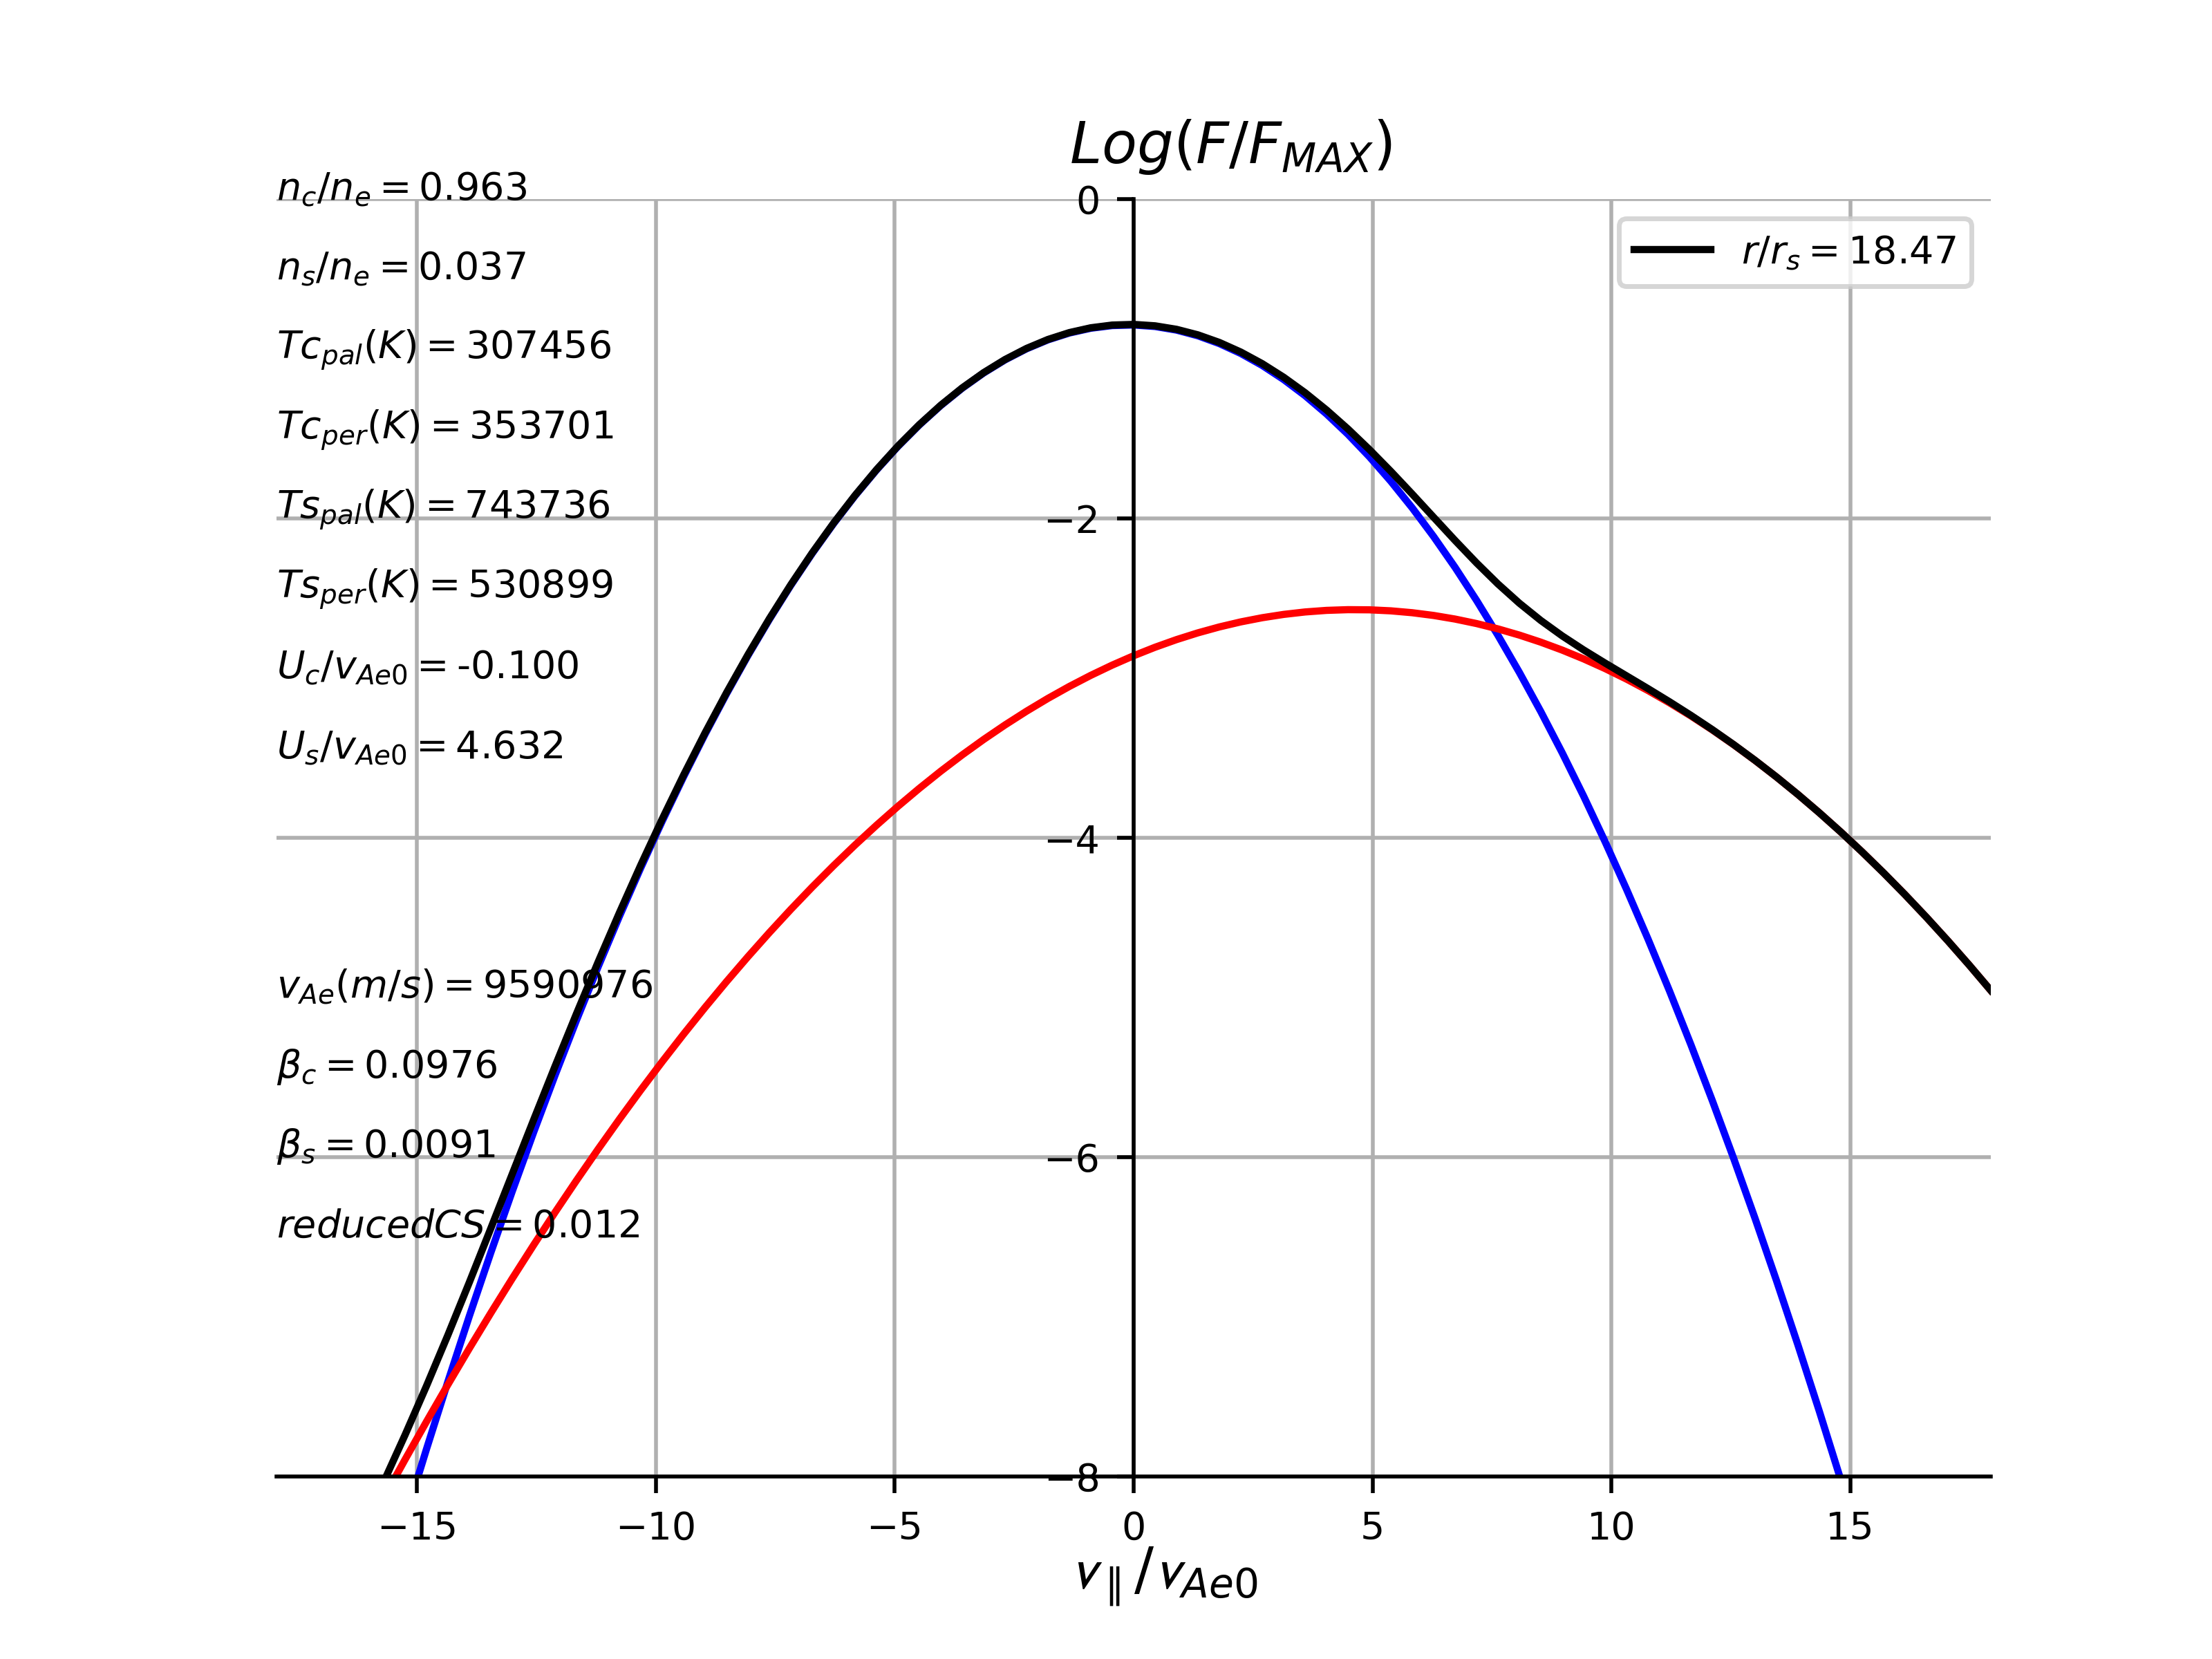 Log(F/F_MAX)
n_c/n_e = 0.963
n_s/n_e = 0.037
Tc_pal(K) = 307456
Tc_per(K) = 353701
Ts_pal(K) = 743736
Ts_per(K) = 530899
U_c/v_Ae0 = -0.100
U_s/v_Ae0 = 4.632
v_Ae(m/s) = 9590976
β_c = 0.0976
β_s = 0.0091
reducedCS = 0.012
r/r_s = 18.47
0
−2
−4
−6
−8
−15 −10 −5 0 5 10 15
v_∥/v_Ae0